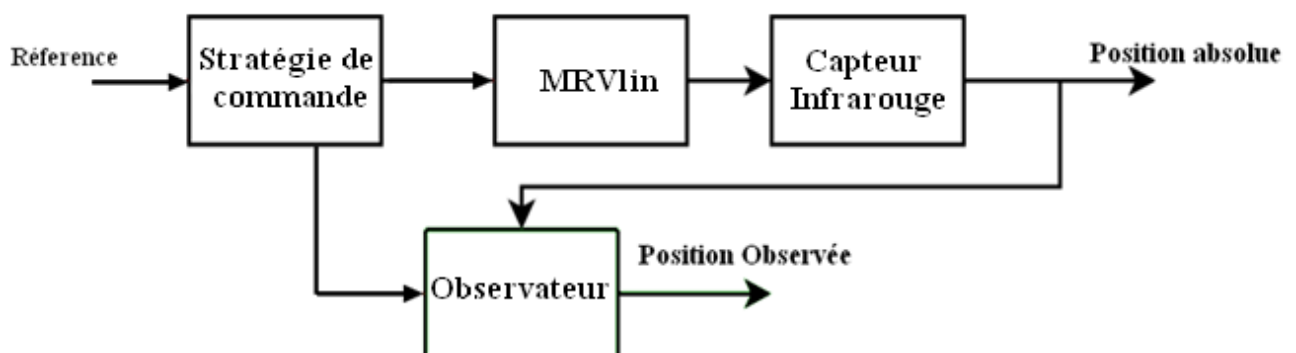 Réference
Stratégie de
commande
MRVlin
Capteur
Infrarouge
Position absolue
Observateur
Position Observée